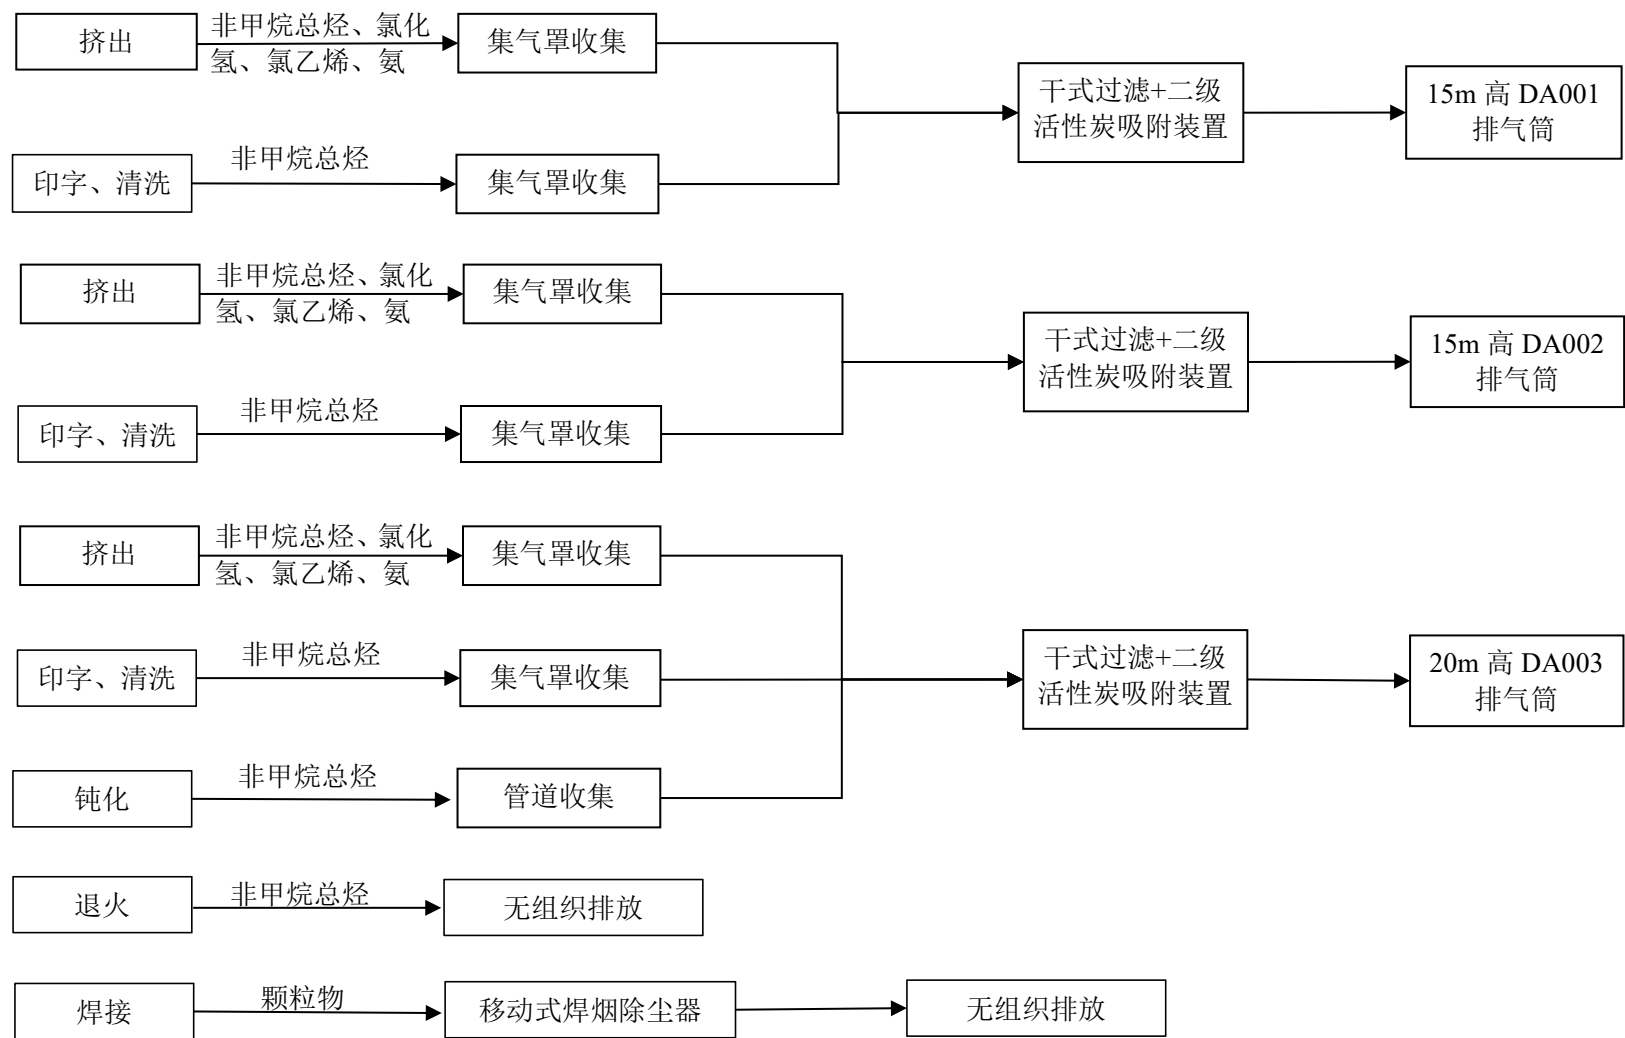 挤出
非甲烷总烃、氯化
氢、氯乙烯、氨
集气罩收集
干式过滤+二级
活性炭吸附装置
15m 高 DA001
排气筒
印字、清洗
非甲烷总烃
集气罩收集
挤出
非甲烷总烃、氯化
氢、氯乙烯、氨
集气罩收集
干式过滤+二级
活性炭吸附装置
15m 高 DA002
排气筒
印字、清洗
非甲烷总烃
集气罩收集
挤出
非甲烷总烃、氯化
氢、氯乙烯、氨
集气罩收集
印字、清洗
非甲烷总烃
集气罩收集
干式过滤+二级
活性炭吸附装置
20m 高 DA003
排气筒
钝化
非甲烷总烃
管道收集
退火
非甲烷总烃
无组织排放
焊接
颗粒物
移动式焊烟除尘器
无组织排放